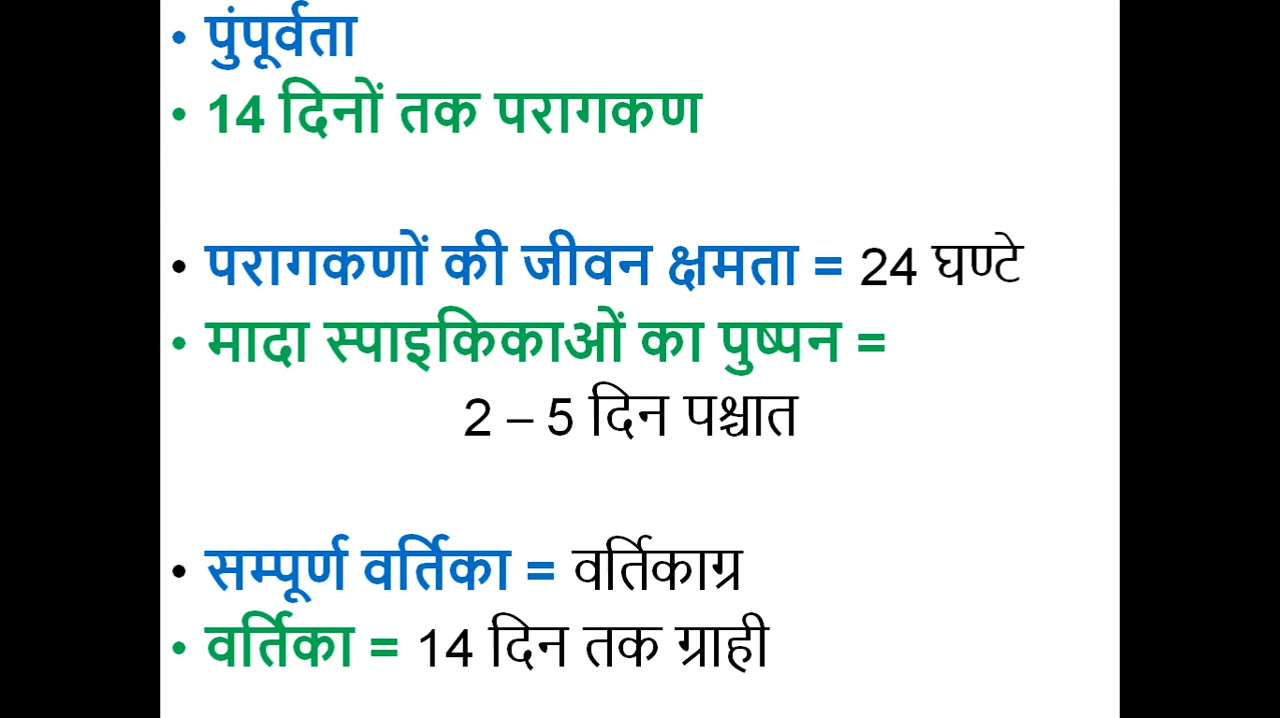 • पुंपूर्वता
• 14 दिनों तक परागकण
• परागकणों की जीवन क्षमता = 24 घण्टे
• मादा स्पाइकिकाओं का पुष्पन =
2 – 5 दिन पश्चात
• सम्पूर्ण वर्तिका = वर्तिकाग्र
• वर्तिका = 14 दिन तक ग्राही